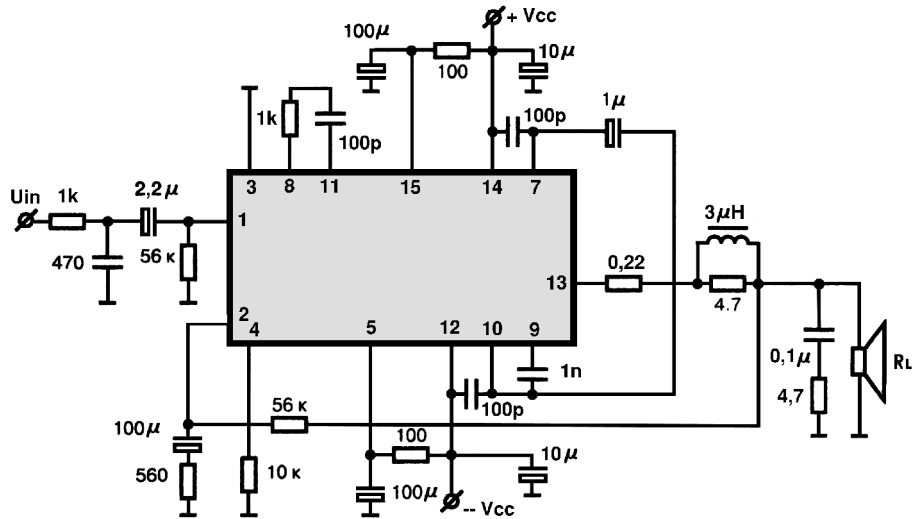 + Vcc
100µ
10µ
100
1k
100p
100p
1µ
3 8 11 15 14 7
Uin 1k 2,2µ
1
470
56 к
3µH
13
0,22
4.7
2
4 5 12 10 9
0,1µ
4,7
RL
1n
100p
56 к
100µ
560
10 к
100
100µ
10µ
-- Vcc